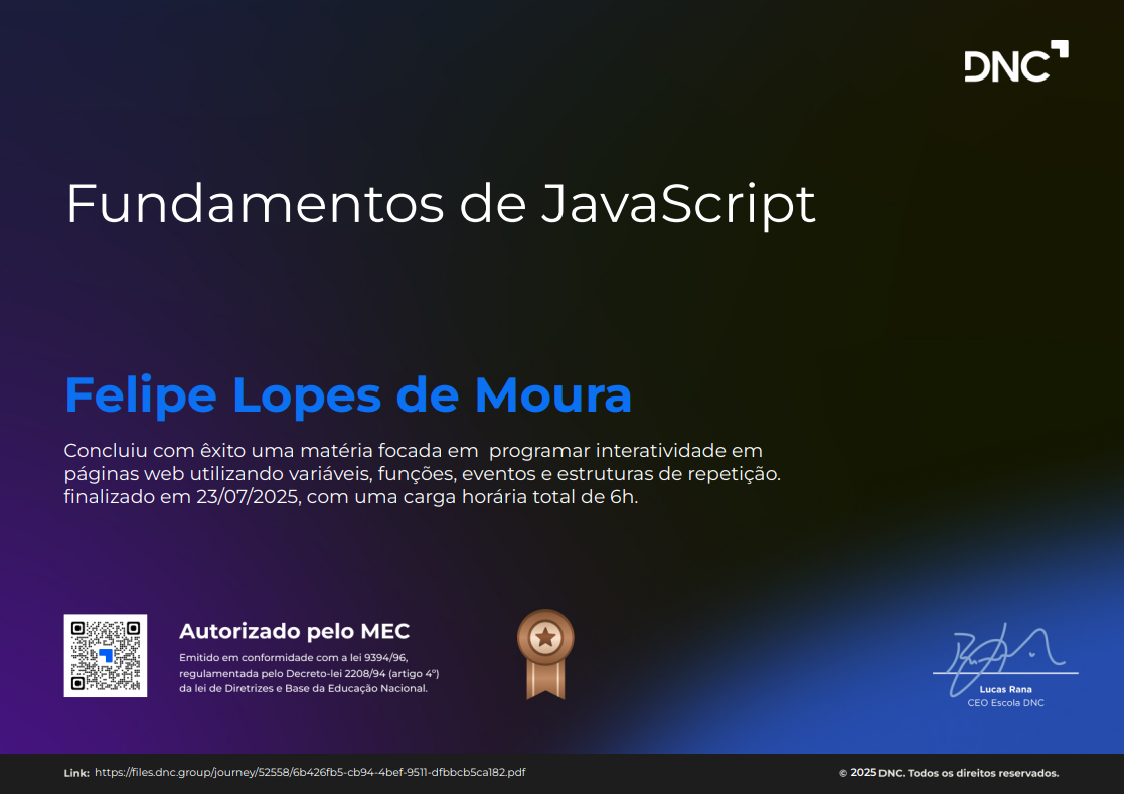 DNC
Fundamentos de JavaScript
Felipe Lopes de Moura
Concluiu com êxito uma matéria focada em  programar interatividade em
páginas web utilizando variáveis, funções, eventos e estruturas de repetição.
finalizado em 23/07/2025, com uma carga horária total de 6h.
Autorizado pelo MEC
Emitido em conformidade com a lei 9394/96,
regulamentada pelo Decreto-lei 2208/94 (artigo 4º)
da lei de Diretrizes e Base da Educação Nacional.
Lucas Rana
CEO Escola DNC
Link: https://files.dnc.group/journey/52558/6b426fb5-cb94-4bef-9511-dfbbcb5ca182.pdf
© 2025 DNC. Todos os direitos reservados.